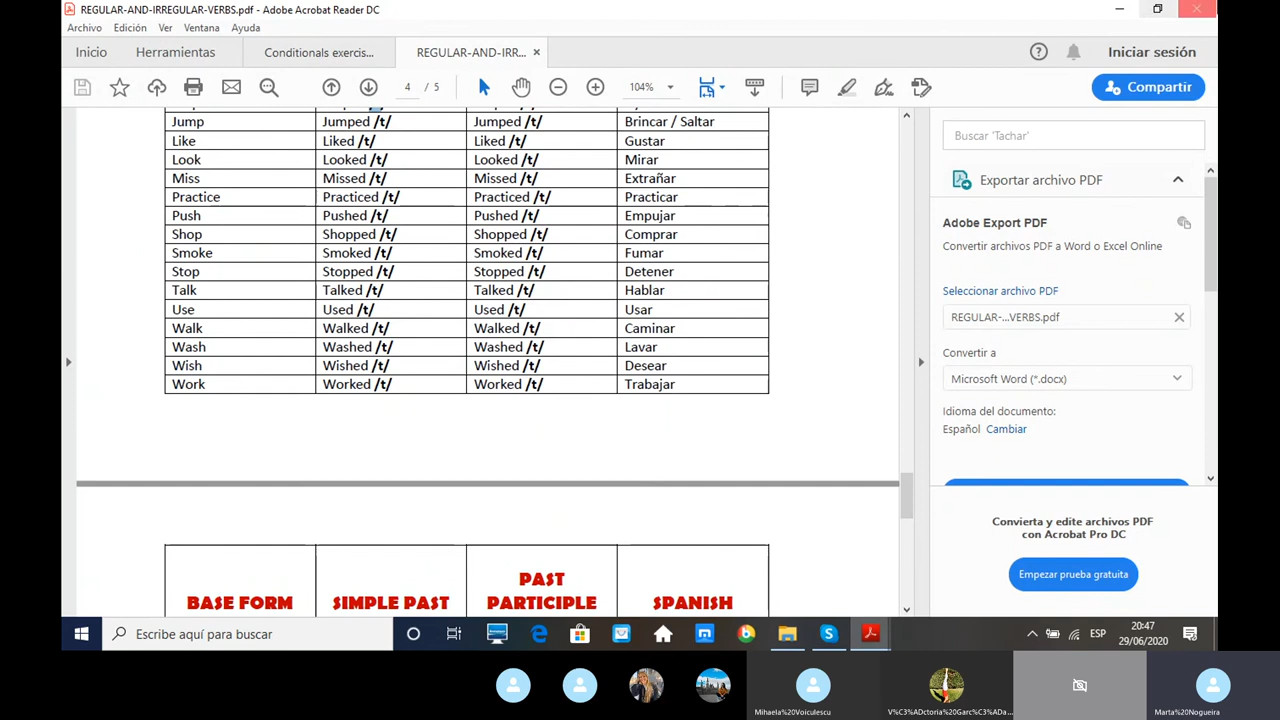 REGULAR-AND-IRREGULAR-VERBS.pdf - Adobe Acrobat Reader DC
Archivo Edición Ver Ventana Ayuda
Inicio Herramientas Conditionals exercis... REGULAR-AND-IRR... × Iniciar sesión
4 / 5 104% Compartir
Jump Jumped /t/ Jumped /t/ Brincar / Saltar
Like Liked /t/ Liked /t/ Gustar
Look Looked /t/ Looked /t/ Mirar
Miss Missed /t/ Missed /t/ Extrañar
Practice Practiced /t/ Practiced /t/ Practicar
Push Pushed /t/ Pushed /t/ Empujar
Shop Shopped /t/ Shopped /t/ Comprar
Smoke Smoked /t/ Smoked /t/ Fumar
Stop Stopped /t/ Stopped /t/ Detener
Talk Talked /t/ Talked /t/ Hablar
Use Used /t/ Used /t/ Usar
Walk Walked /t/ Walked /t/ Caminar
Wash Washed /t/ Washed /t/ Lavar
Wish Wished /t/ Wished /t/ Desear
Work Worked /t/ Worked /t/ Trabajar
BASE FORM SIMPLE PAST PAST PARTICIPLE SPANISH
Buscar 'Tachar'
Exportar archivo PDF
Adobe Export PDF
Convertir archivos PDF a Word o Excel Online
Seleccionar archivo PDF
REGULAR-...VERBS.pdf
Convertir a
Microsoft Word (*.docx)
Idioma del documento:
Español Cambiar
Convierta y edite archivos PDF
con Acrobat Pro DC
Empezar prueba gratuita
Escribe aquí para buscar
ESP
20:47
29/06/2020
Mihaela%20Voiculescu
V%C3%ADctoria%20Garc%C3%ADa...
Marta%20Nogueira